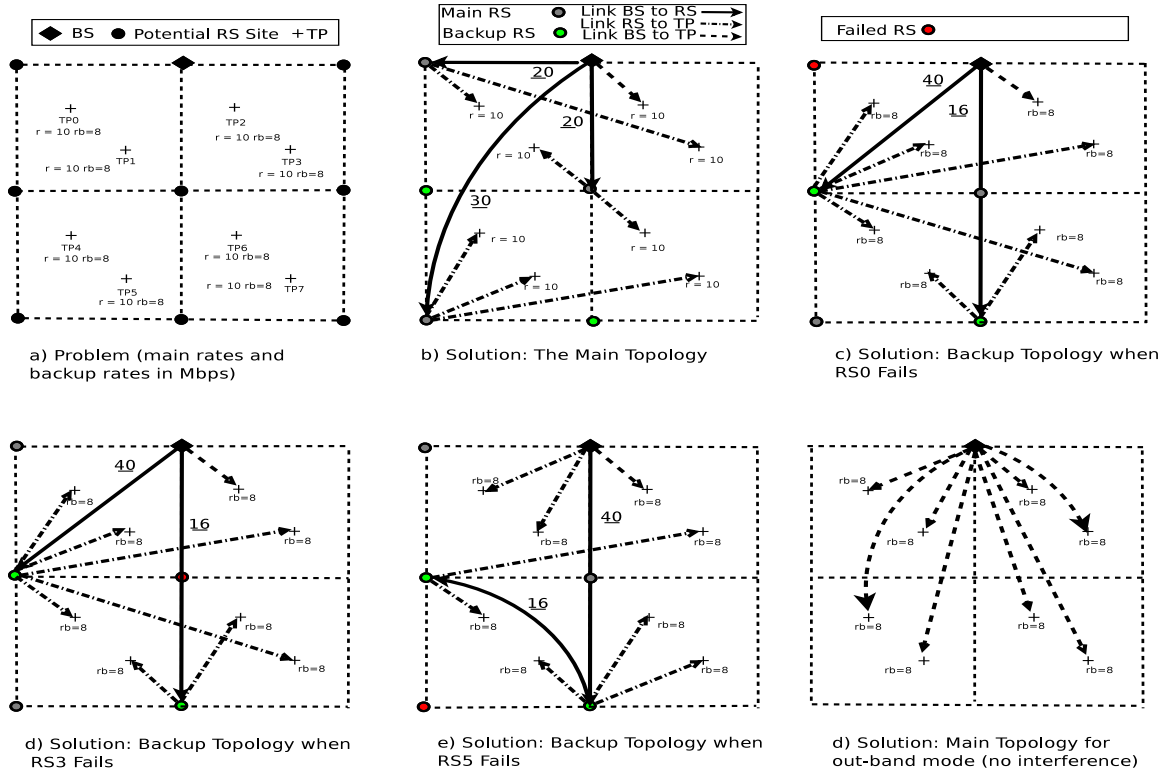 BS Potential RS Site +TP
TP0
r = 10 rb=8
TP2
r = 10 rb=8
TP1
r = 10 rb=8
TP3
r = 10 rb=8
TP4
r = 10 rb=8
TP6
r = 10 rb=8
TP5
r = 10 rb=8
r = 10 rb=8 TP7
a) Problem (main rates and
backup rates in Mbps)
Main RS Link BS to RS
Link RS to TP
Backup RS Link BS to TP
20
r = 10
r = 10
20
r = 10
r = 10
30
r = 10
r = 10
r = 10
r = 10
b) Solution: The Main Topology
Failed RS
40
16
rb=8
rb=8
rb=8
rb=8
rb=8
rb=8
rb=8
rb=8
c) Solution: Backup Topology when
RS0 Fails
40
16
rb=8
rb=8
rb=8
rb=8
rb=8
rb=8
rb=8
rb=8
d) Solution: Backup Topology when
RS3 Fails
rb=8
rb=8
40
rb=8
rb=8
16
rb=8
rb=8
rb=8
rb=8
e) Solution: Backup Topology when
RS5 Fails
rb=8
rb=8
rb=8
rb=8
rb=8
rb=8
rb=8
rb=8
d) Solution: Main Topology for
out-band mode (no interference)